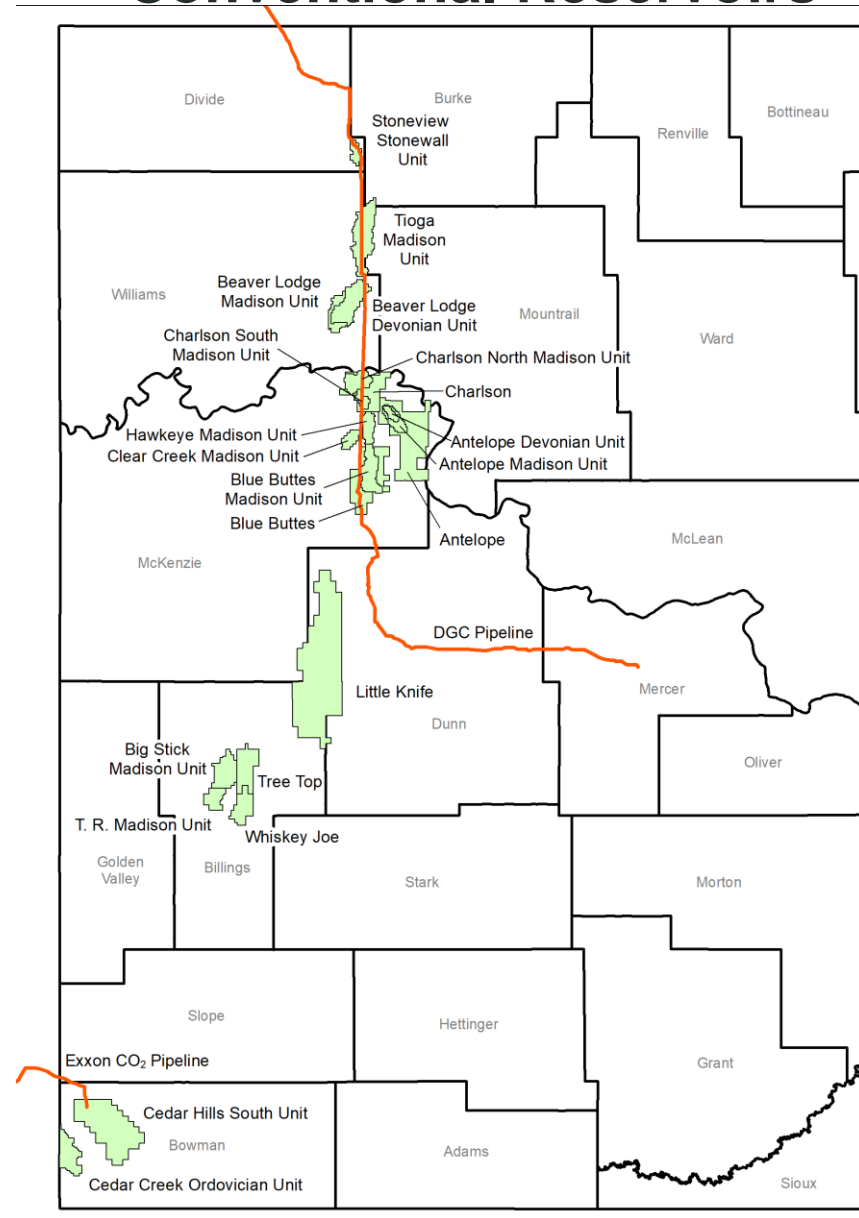 Conventional Reservoirs
Divide
Burke
Bottineau
Renville
Stoneview
Stonewall
Unit
Tioga
Madison
Unit
Williams
Beaver Lodge
Madison Unit
Beaver Lodge
Devonian Unit
Mountrail
Ward
Charlson South
Madison Unit
Charlson North Madison Unit
Charlson
Hawkeye Madison Unit
Clear Creek Madison Unit
Antelope Devonian Unit
Antelope Madison Unit
Blue Buttes
Madison Unit
Blue Buttes
Antelope
McLean
McKenzie
DGC Pipeline
Mercer
Little Knife
Dunn
Big Stick
Madison Unit
Tree Top
Oliver
T. R. Madison Unit
Whiskey Joe
Golden
Valley
Billings
Stark
Morton
Slope
Hettinger
Exxon CO₂ Pipeline
Grant
Cedar Hills South Unit
Bowman
Adams
Cedar Creek Ordovician Unit
Sioux